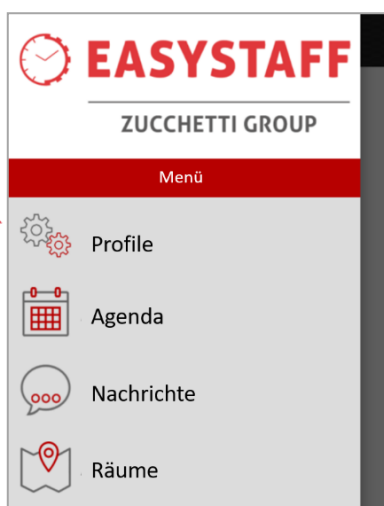 EASYSTAFF
ZUCCHETTI GROUP
Menü
Profile
Agenda
Nachrichte
Räume